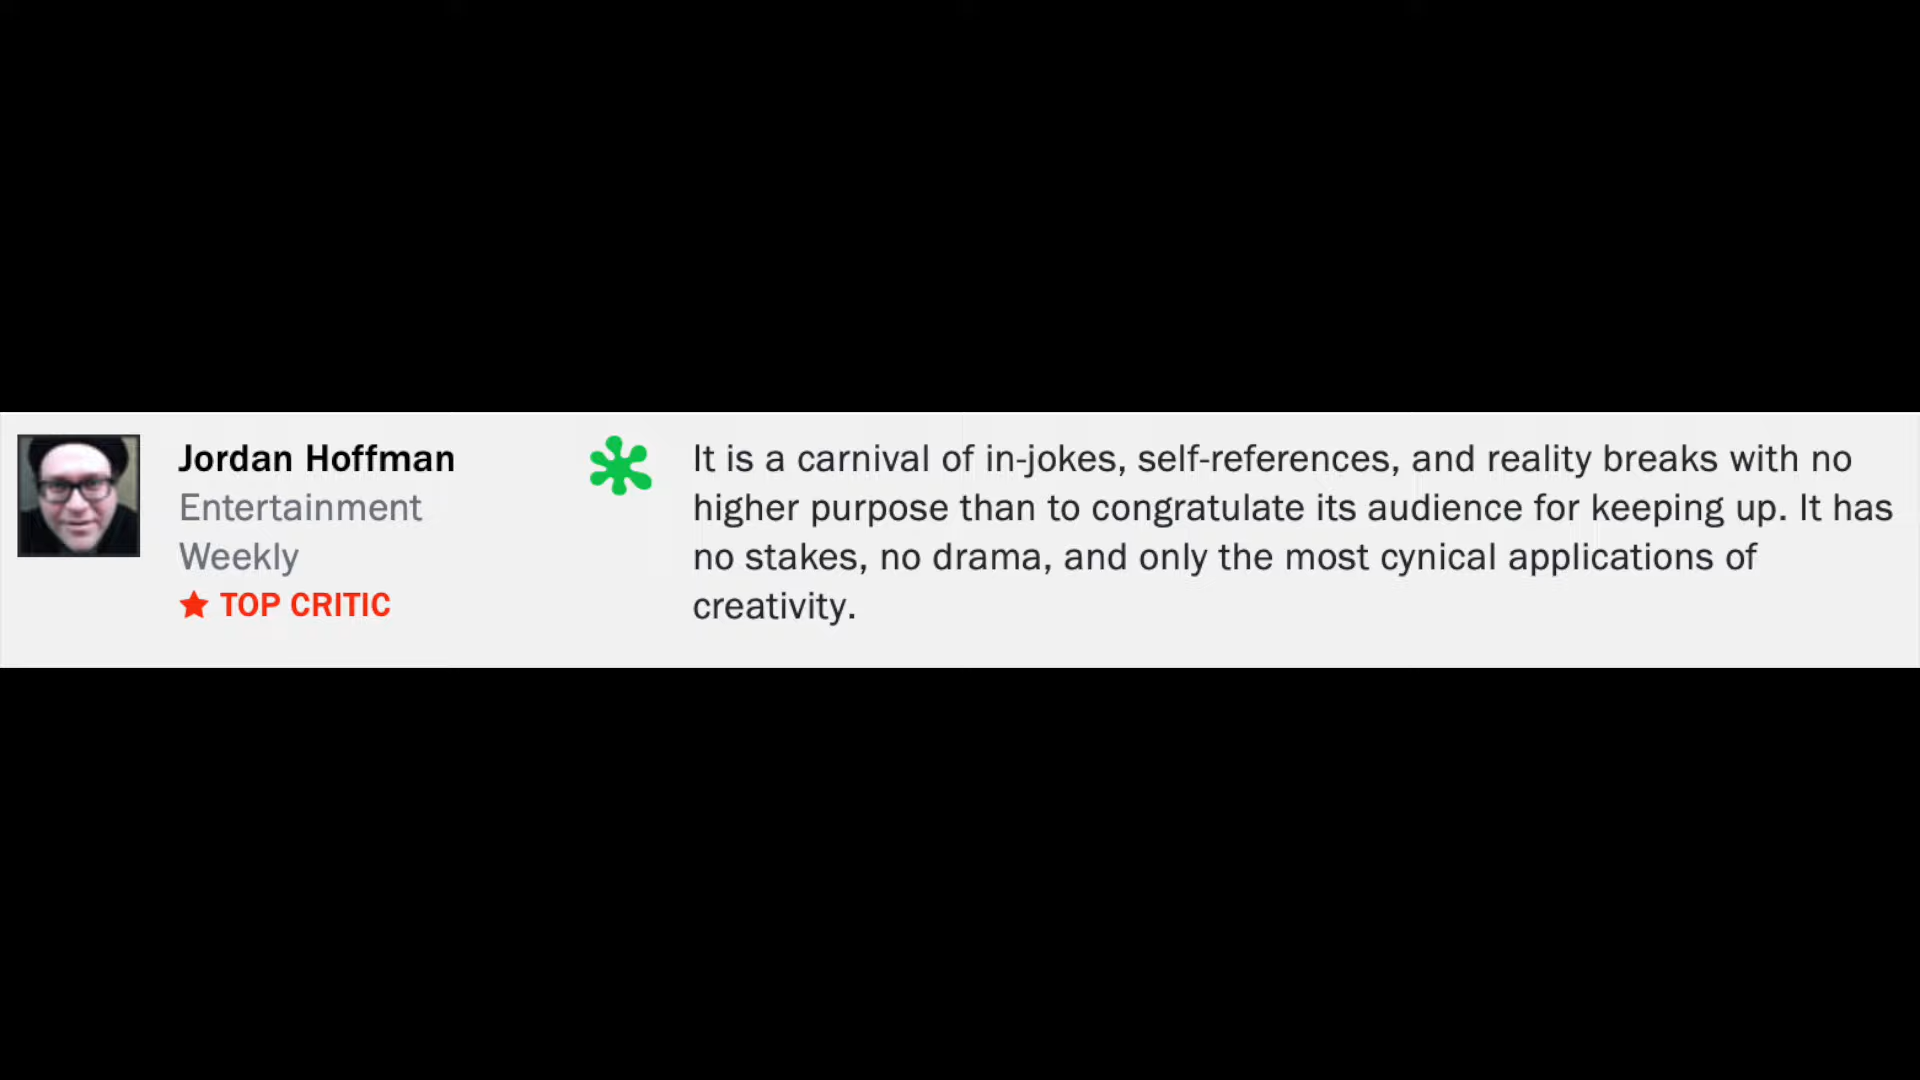 Jordan Hoffman
Entertainment
Weekly
TOP CRITIC
It is a carnival of in-jokes, self-references, and reality breaks with no
higher purpose than to congratulate its audience for keeping up. It has
no stakes, no drama, and only the most cynical applications of
creativity.